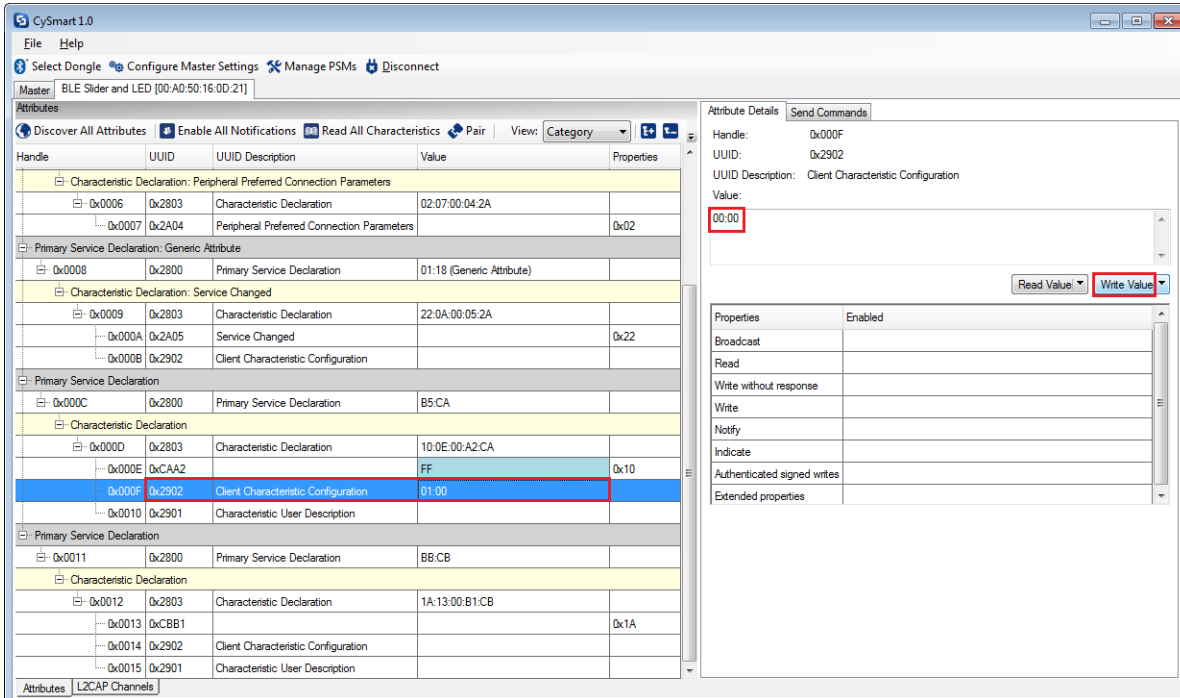 CySmart 1.0
File Help
Select Dongle Configure Master Settings Manage PSMs Disconnect
Master BLE Slider and LED [00:A0:50:16:0D:21]
Attributes
Discover All Attributes Enable All Notifications Read All Characteristics Pair View: Category
Handle UUID UUID Description Value Properties
Characteristic Declaration: Peripheral Preferred Connection Parameters
0x0006 0x2803 Characteristic Declaration 02:07:00:04:2A
0x0007 0x2A04 Peripheral Preferred Connection Parameters 0x02
Primary Service Declaration: Generic Attribute
0x0008 0x2800 Primary Service Declaration 01:18 (Generic Attribute)
Characteristic Declaration: Service Changed
0x0009 0x2803 Characteristic Declaration 22:0A:00:05:2A
0x000A 0x2A05 Service Changed 0x22
0x000B 0x2902 Client Characteristic Configuration
Primary Service Declaration
0x000C 0x2800 Primary Service Declaration B5:CA
Characteristic Declaration
0x000D 0x2803 Characteristic Declaration 10:0E:00:A2:CA
0x000E 0xCAA2 FF 0x10
0x000F 0x2902 Client Characteristic Configuration 01:00
0x0010 0x2901 Characteristic User Description
Primary Service Declaration
0x0011 0x2800 Primary Service Declaration BB:CB
Characteristic Declaration
0x0012 0x2803 Characteristic Declaration 1A:13:00:B1:CB
0x0013 0xCBB1 0x1A
0x0014 0x2902 Client Characteristic Configuration
0x0015 0x2901 Characteristic User Description
Attributes L2CAP Channels
Attribute Details Send Commands
Handle: 0x000F
UUID: 0x2902
UUID Description: Client Characteristic Configuration
Value:
00:00
Read Value Write Value
Properties Enabled
Broadcast
Read
Write without response
Write
Notify
Indicate
Authenticated signed writes
Extended properties